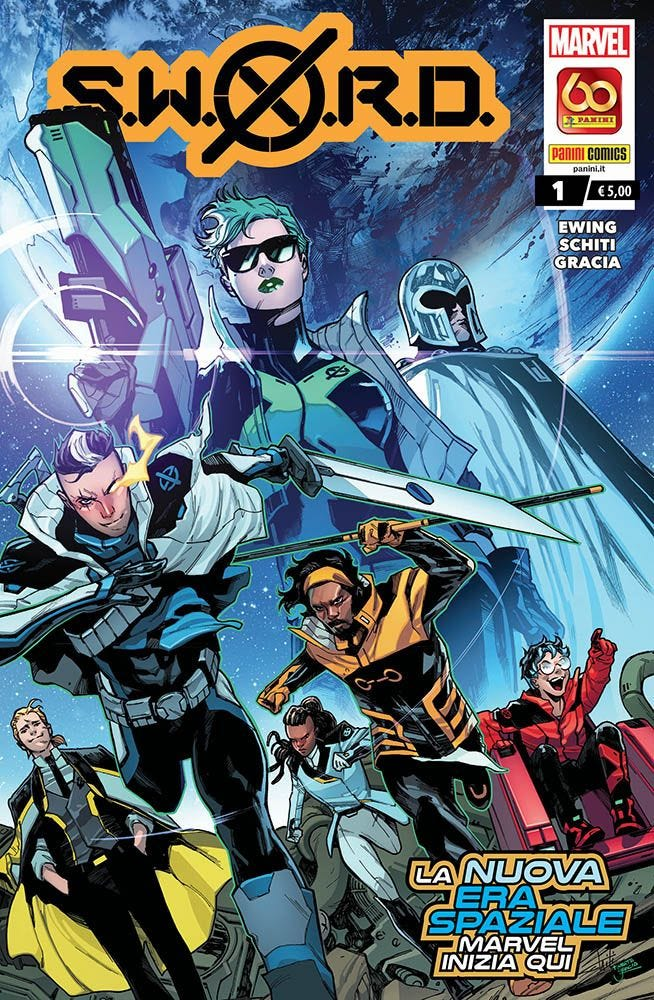 S.W.O.R.D.
MARVEL
60
PANINI
PANINI COMICS
panini.it
1
€ 5,00
EWING
SCHITI
GRACIA
LA NUOVA
ERA
SPAZIALE
MARVEL
INIZIA QUI